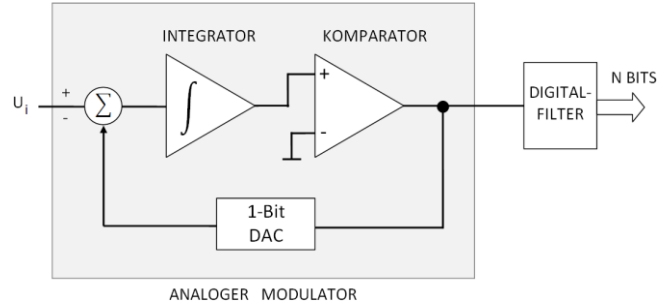 INTEGRATOR
KOMPARATOR
U i
+
-
∑
∫
+
-
DIGITAL-
FILTER
N BITS
1-Bit
DAC
ANALOGER MODULATOR